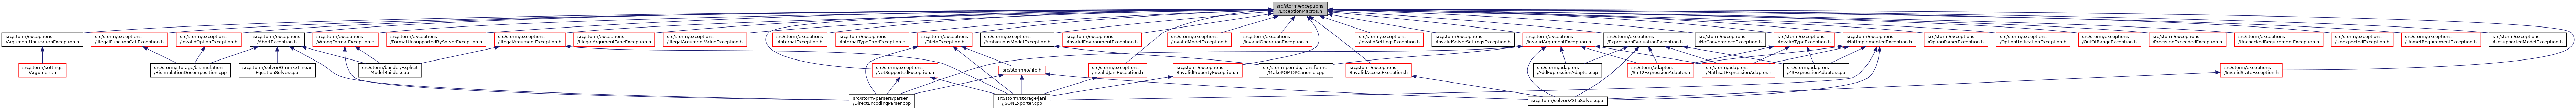 src/storm/exceptions
/ExceptionMacros.h
src/storm/exceptions
/ArgumentUnificationException.h
src/storm/exceptions
/IllegalFunctionCallException.h
src/storm/exceptions
/InvalidOptionException.h
src/storm/exceptions
/AbortException.h
src/storm/exceptions
/WrongFormatException.h
src/storm/exceptions
/FormatUnsupportedBySolverException.h
src/storm/exceptions
/IllegalArgumentException.h
src/storm/exceptions
/IllegalArgumentTypeException.h
src/storm/exceptions
/IllegalArgumentValueException.h
src/storm/exceptions
/InternalException.h
src/storm/exceptions
/InternalTypeErrorException.h
src/storm/exceptions
/FileIoException.h
src/storm/exceptions
/AmbiguousModelException.h
src/storm/exceptions
/InvalidEnvironmentException.h
src/storm/exceptions
/InvalidModelException.h
src/storm/exceptions
/InvalidOperationException.h
src/storm/exceptions
/InvalidSettingsException.h
src/storm/exceptions
/InvalidSolverSettingsException.h
src/storm/exceptions
/InvalidArgumentException.h
src/storm/exceptions
/ExpressionEvaluationException.h
src/storm/exceptions
/NoConvergenceException.h
src/storm/exceptions
/InvalidTypeException.h
src/storm/exceptions
/NotImplementedException.h
src/storm/exceptions
/OptionParserException.h
src/storm/exceptions
/OptionUnificationException.h
src/storm/exceptions
/OutOfRangeException.h
src/storm/exceptions
/PrecisionExceededException.h
src/storm/exceptions
/UncheckedRequirementException.h
src/storm/exceptions
/UnexpectedException.h
src/storm/exceptions
/UnmetRequirementException.h
src/storm/exceptions
/UnsupportedModelException.h
src/storm/settings
/Argument.h
src/storm/storage/bisimulation
/BisimulationDecomposition.cpp
src/storm/solver/GmmxxLinear
EquationSolver.cpp
src/storm/builder/Explicit
ModelBuilder.cpp
src/storm/exceptions
/NotSupportedException.h
src/storm/io/file.h
src/storm/exceptions
/InvalidJaniException.h
src/storm/exceptions
/InvalidPropertyException.h
src/storm-pomdp/transformer
/MakePOMDPCanonic.cpp
src/storm/exceptions
/InvalidAccessException.h
src/storm/adapters
/AddExpressionAdapter.cpp
src/storm/adapters
/Smt2ExpressionAdapter.h
src/storm/adapters
/MathsatExpressionAdapter.h
src/storm/adapters
/Z3ExpressionAdapter.cpp
src/storm/exceptions
/InvalidStateException.h
src/storm-parsers/parser
/DirectEncodingParser.cpp
src/storm/storage/jani
/JSONExporter.cpp
src/storm/solver/Z3LpSolver.cpp